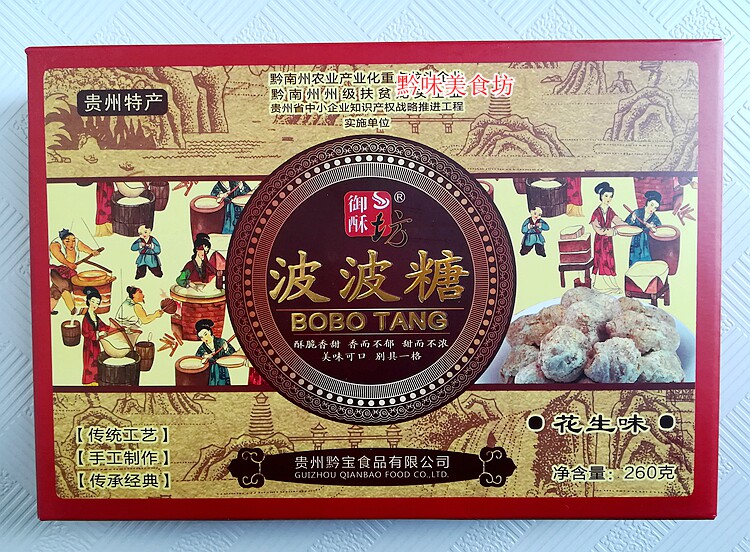 贵州特产
黔南州农业产业化重
黔南州州级扶贫
黔味美食坊
贵州省中小企业知识产权战略推进工程
实施单位
御酥坊®
波波糖
BOBO TANG
酥脆香甜 香而不郁 甜而不浓
美味可口 别具一格
花生味
【传统工艺】
【手工制作】
【传承经典】
贵州黔宝食品有限公司
GUIZHOU QIANBAO FOOD CO.,LTD.
净含量：260克